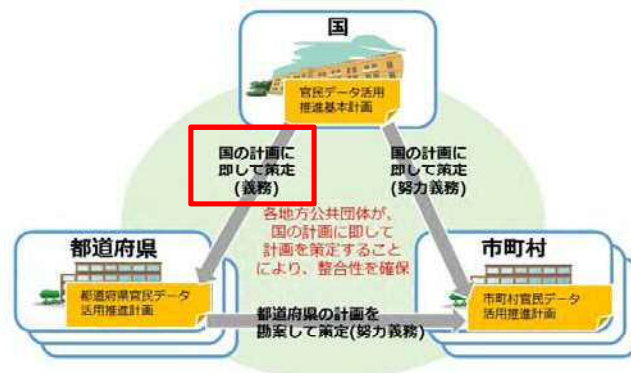 国
官民データ活用
推進基本計画
国の計画に
即して策定
(義務)
国の計画に
即して策定
(努力義務)
各地方公共団体が、
国の計画に即して
計画を策定すること
により、整合性を確保
都道府県
都道府県官民データ
活用推進計画
市町村
市町村官民データ
活用推進計画
都道府県の計画を
勘案して策定(努力義務)